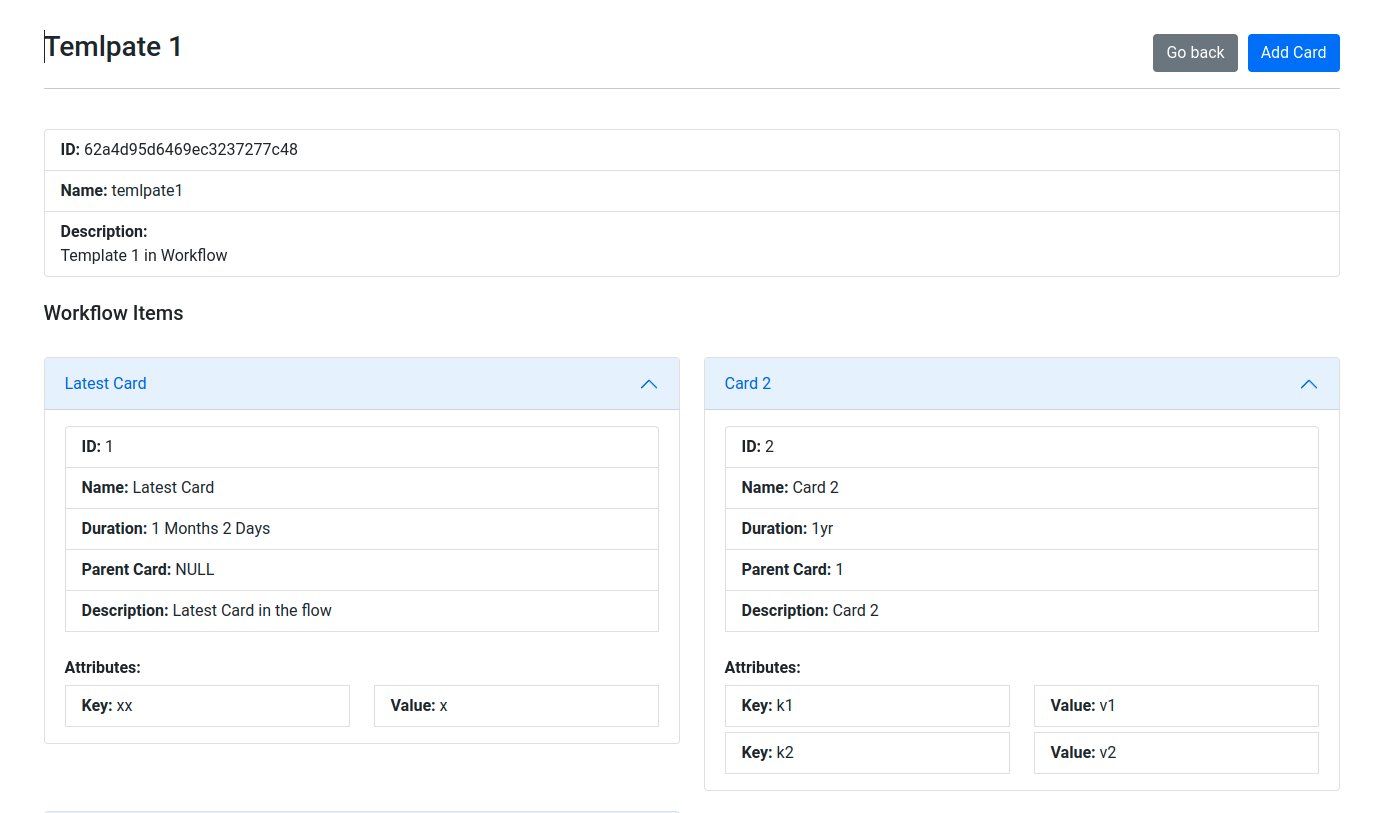 Temlpate 1
Go back
Add Card
ID: 62a4d95d6469ec3237277c48
Name: temlpate1
Description:
Template 1 in Workflow
Workflow Items
Latest Card
ID: 1
Name: Latest Card
Duration: 1 Months 2 Days
Parent Card: NULL
Description: Latest Card in the flow
Attributes:
Key: xx
Value: x
Card 2
ID: 2
Name: Card 2
Duration: 1yr
Parent Card: 1
Description: Card 2
Attributes:
Key: k1
Value: v1
Key: k2
Value: v2